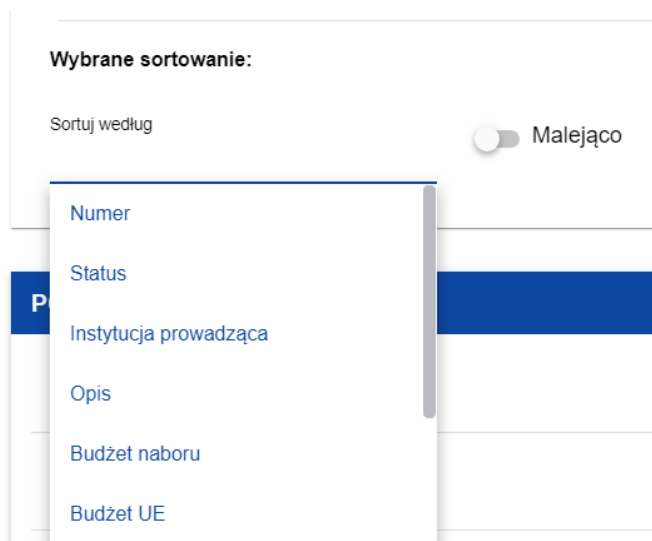 Wybrane sortowanie:
Sortuj według
Malejąco
Numer
Status
Instytucja prowadząca
Opis
Budżet naboru
Budżet UE